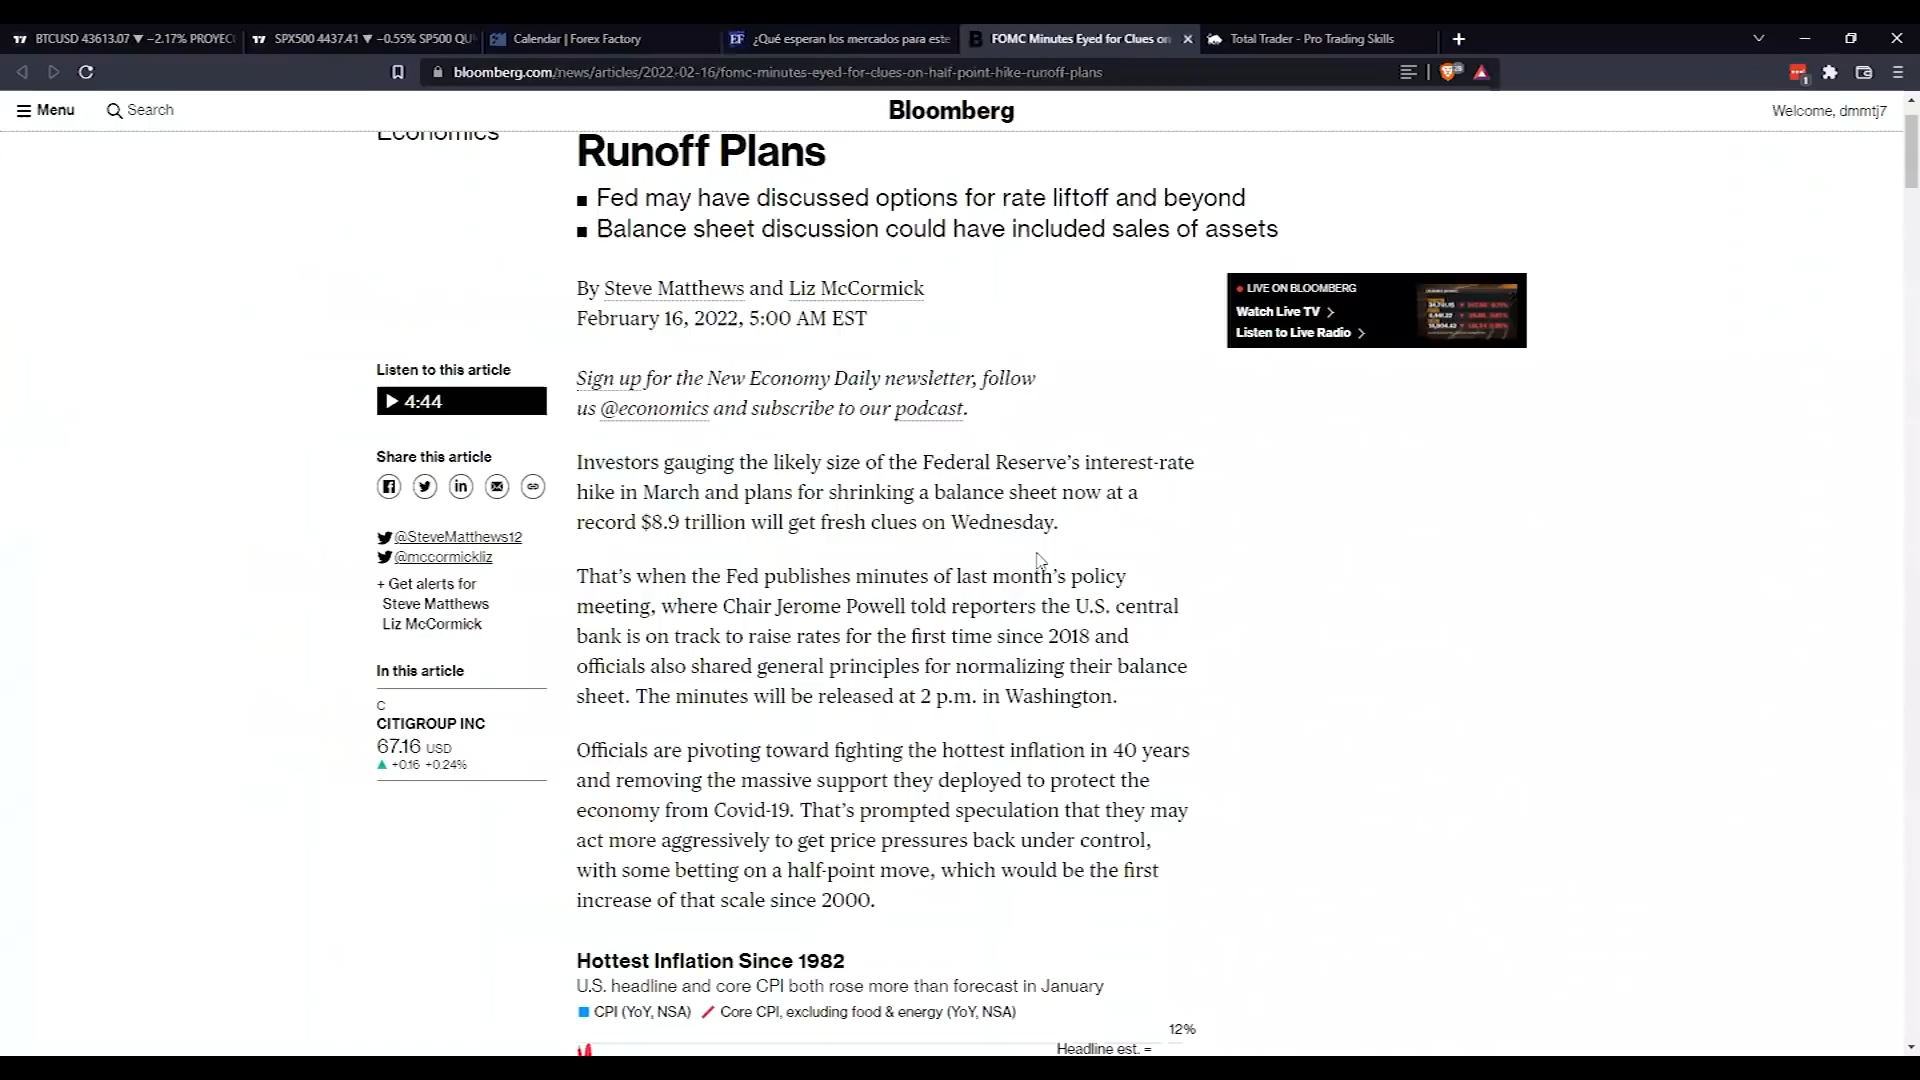 BTCUSD 43613.07 ▼ −2.17% PROYEC
SPX500 4437.41 ▼ −0.55% SP500 QU
Calendar | Forex Factory
EF ¿Qué esperan los mercados para este
FOMC Minutes Eyed for Clues on
Total Trader - Pro Trading Skills
bloomberg.com/news/articles/2022-02-16/fomc-minutes-eyed-for-clues-on-half-point-hike-runoff-plans
Menu
Search
Bloomberg
Welcome, dmmtj7
Economics
Runoff Plans
■ Fed may have discussed options for rate liftoff and beyond
■ Balance sheet discussion could have included sales of assets
By Steve Matthews and Liz McCormick
February 16, 2022, 5:00 AM EST
LIVE ON BLOOMBERG
Watch Live TV >
Listen to Live Radio >
Listen to this article
4:44
Share this article
@SteveMatthews12
@mccormickliz
+ Get alerts for
Steve Matthews
Liz McCormick
In this article
C
CITIGROUP INC
67.16 USD
▲ +0.16 +0.24%
Sign up for the New Economy Daily newsletter, follow
us @economics and subscribe to our podcast.
Investors gauging the likely size of the Federal Reserve’s interest-rate
hike in March and plans for shrinking a balance sheet now at a
record $8.9 trillion will get fresh clues on Wednesday.
That’s when the Fed publishes minutes of last month’s policy
meeting, where Chair Jerome Powell told reporters the U.S. central
bank is on track to raise rates for the first time since 2018 and
officials also shared general principles for normalizing their balance
sheet. The minutes will be released at 2 p.m. in Washington.
Officials are pivoting toward fighting the hottest inflation in 40 years
and removing the massive support they deployed to protect the
economy from Covid-19. That’s prompted speculation that they may
act more aggressively to get price pressures back under control,
with some betting on a half-point move, which would be the first
increase of that scale since 2000.
Hottest Inflation Since 1982
U.S. headline and core CPI both rose more than forecast in January
CPI (YoY, NSA) Core CPI, excluding food & energy (YoY, NSA)
12%
Headline est. =